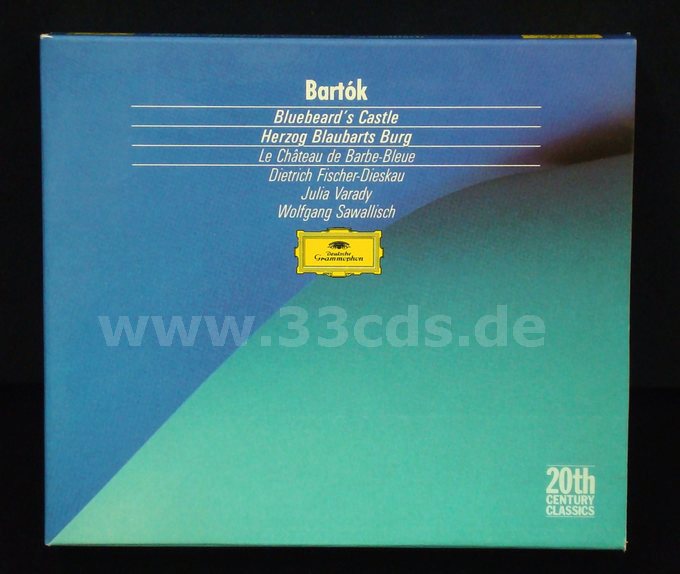 Bartók
Bluebeard's Castle
Herzog Blaubarts Burg
Le Château de Barbe-Bleue
Dietrich Fischer-Dieskau
Julia Varady
Wolfgang Sawallisch
deutsche
Grammophon
www.33cds.de
20th
CENTURY
CLASSICS